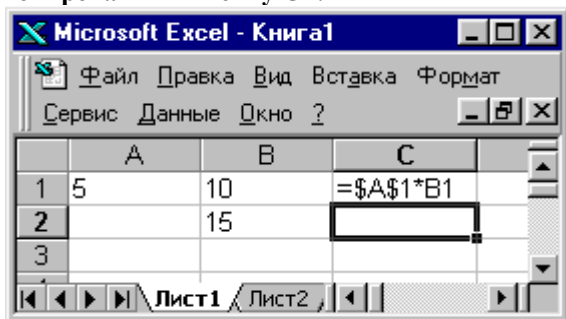 Microsoft Excel - Книга1
Файл Правка Вид Вставка Формат
Сервис Данные Окно ?
A B C
1 5 10 =$A$1*B1
2 15
3
Лист1 Лист2